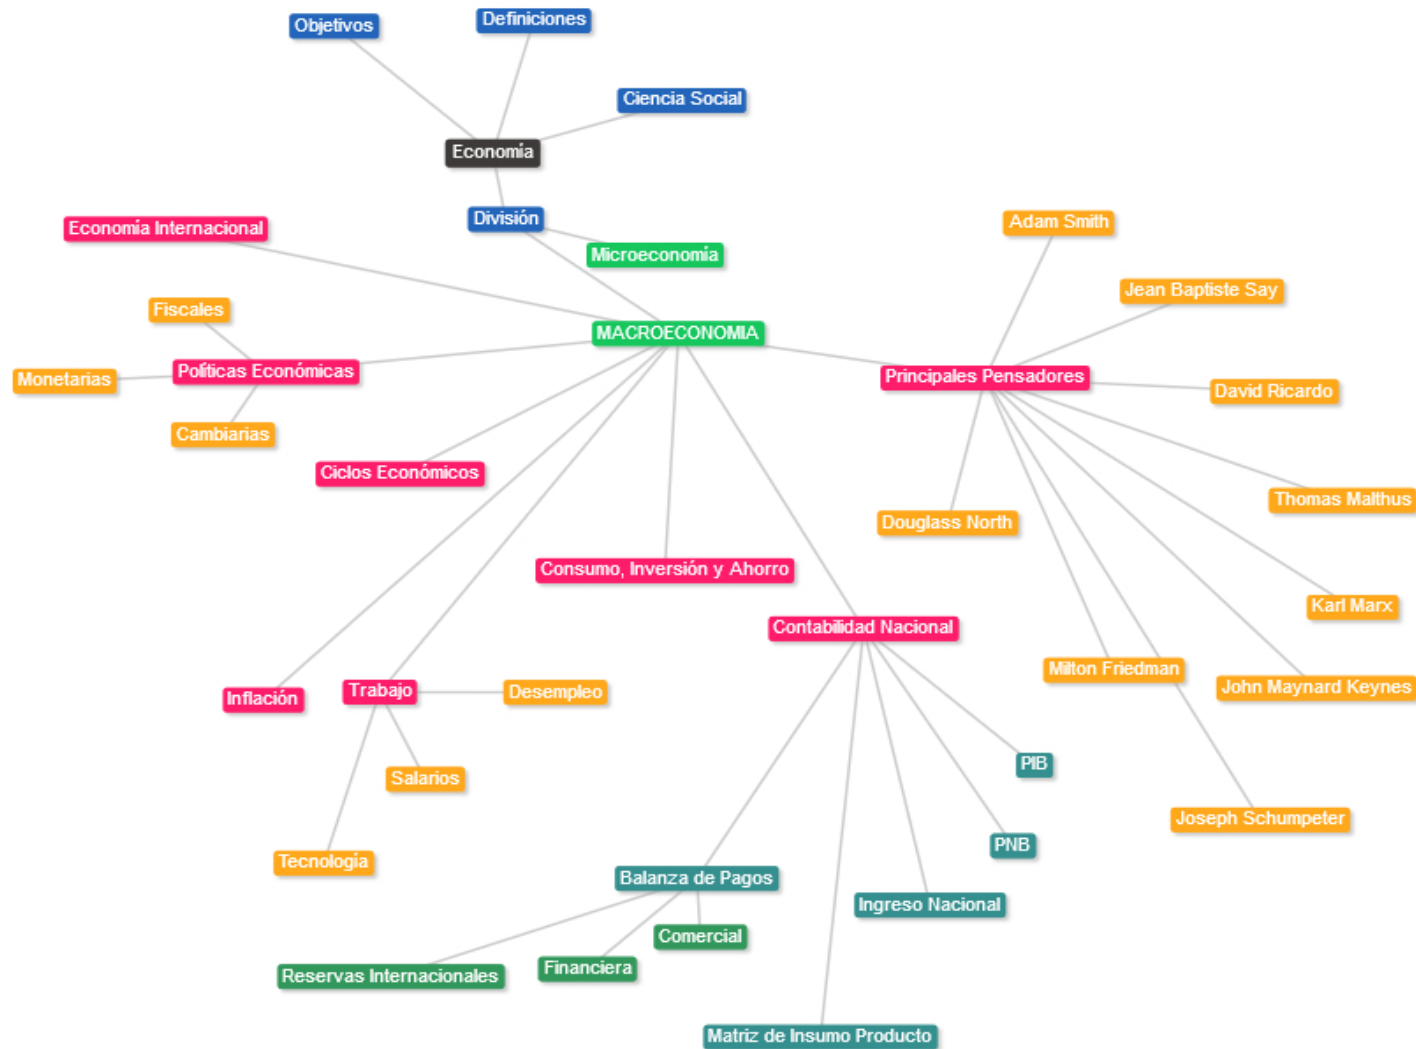 Definiciones
Objetivos
Ciencia Social
Economía
División
Adam Smith
Economía Internacional
Microeconomía
Jean Baptiste Say
Fiscales
MACROECONOMIA
Políticas Económicas
Monetarias
Principales Pensadores
David Ricardo
Cambiarias
Ciclos Económicos
Thomas Malthus
Douglass North
Consumo, Inversión y Ahorro
Karl Marx
Contabilidad Nacional
Milton Friedman
John Maynard Keynes
Inflación
Trabajo
Desempleo
PIB
Salarios
Joseph Schumpeter
PNB
Tecnología
Balanza de Pagos
Ingreso Nacional
Comercial
Financiera
Reservas Internacionales
Matriz de Insumo Producto